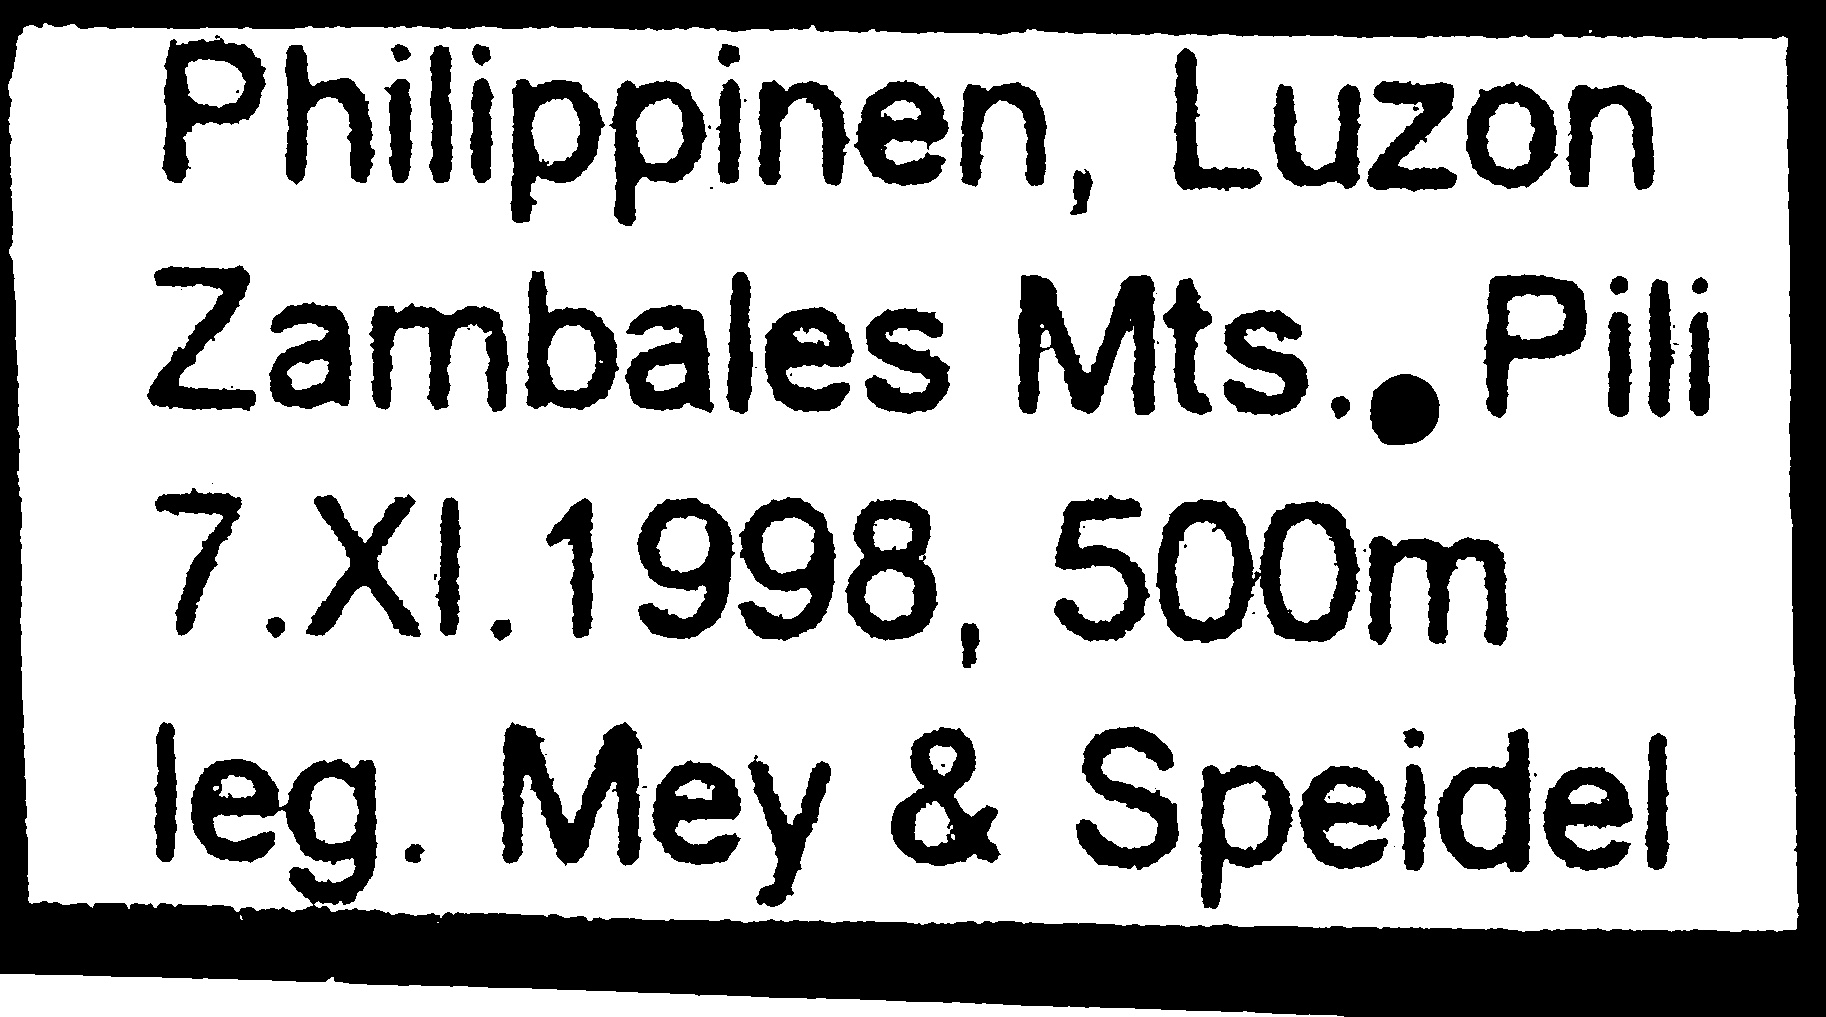 Philippinen, Luzon
Zambales Mts. Pili
7.XI.1998, 500m
leg. Mey & Speidel